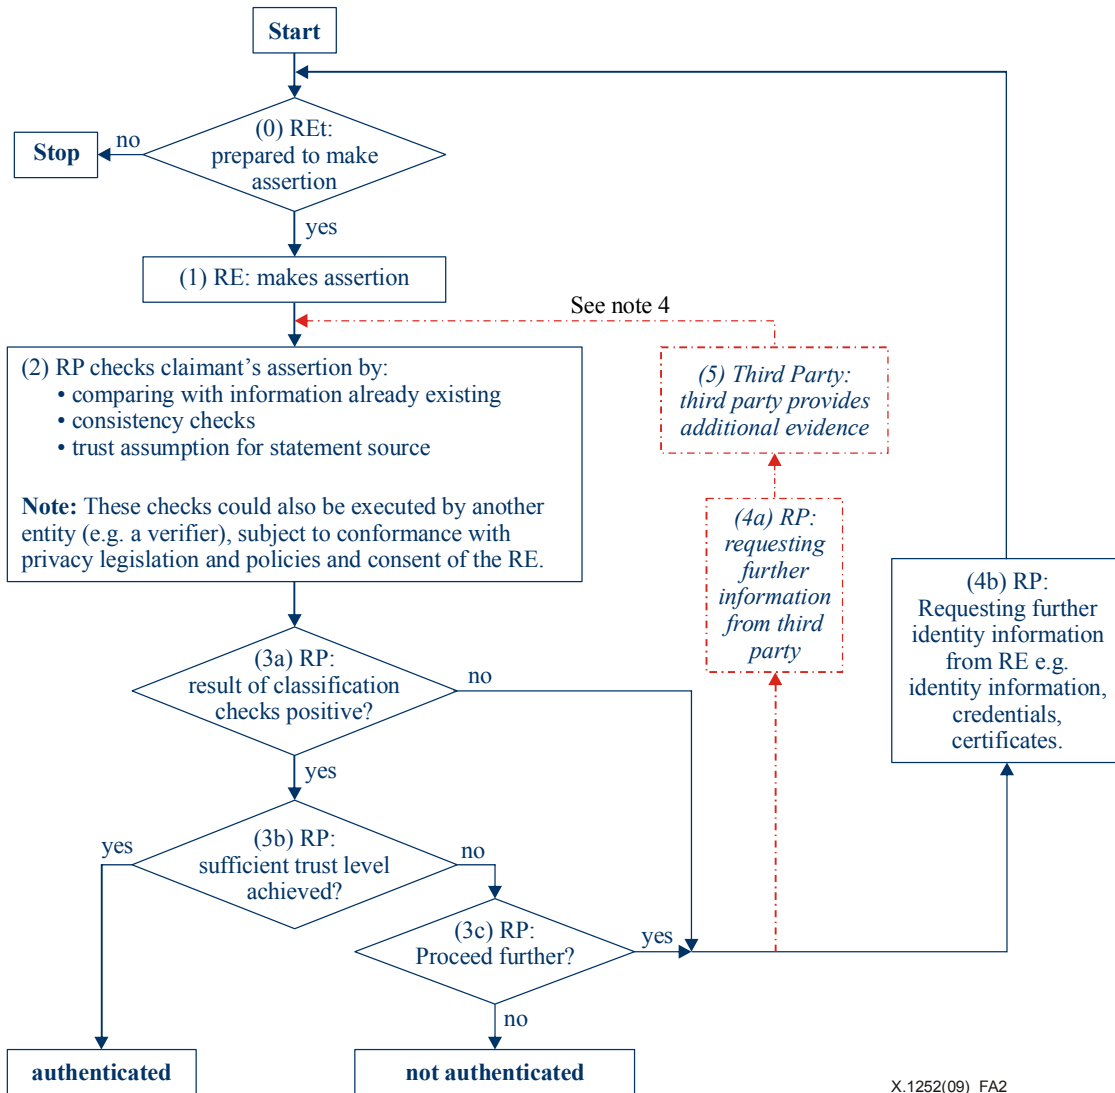 Start
(0) REt:
prepared to make
assertion
no
Stop
yes
(1) RE: makes assertion
See note 4
(2) RP checks claimant’s assertion by:
• comparing with information already existing
• consistency checks
• trust assumption for statement source
Note: These checks could also be executed by another
entity (e.g. a verifier), subject to conformance with
privacy legislation and policies and consent of the RE.
(5) Third Party:
third party provides
additional evidence
(4a) RP:
requesting
further
information
from third
party
(4b) RP:
Requesting further
identity information
from RE e.g.
identity information,
credentials,
certificates.
(3a) RP:
result of classification
checks positive?
no
yes
(3b) RP:
sufficient trust level
achieved?
yes
no
(3c) RP:
Proceed further?
yes
no
authenticated
not authenticated
X.1252(09)_FA2